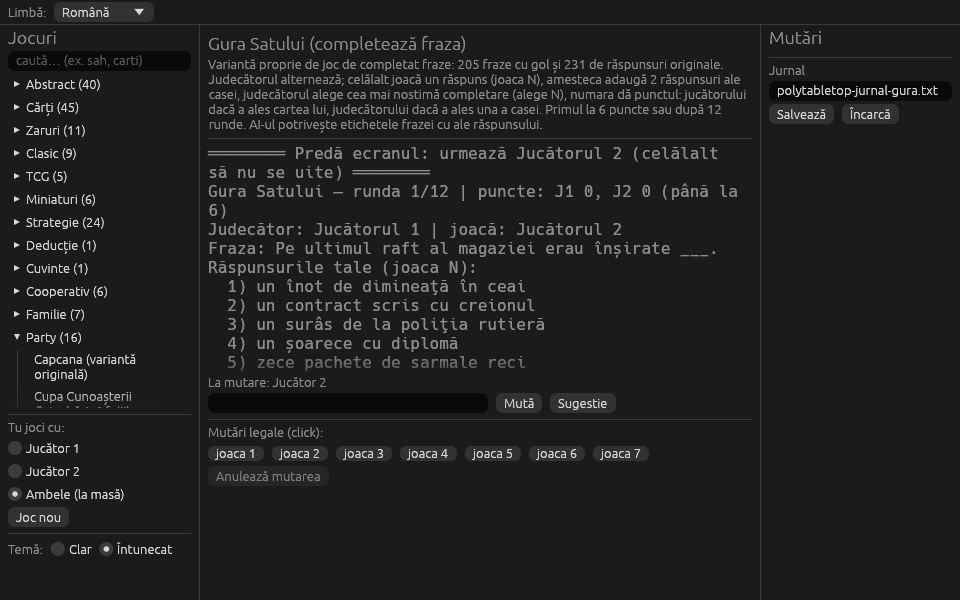 Limbă: Română
Jocuri
caută... (ex. sah, carti)
Abstract (40)
Cărți (45)
Zaruri (11)
Clasic (9)
TCG (5)
Miniaturi (6)
Strategie (24)
Deducție (1)
Cuvinte (1)
Cooperativ (6)
Familie (7)
Party (16)
Capcana (variantă
originală)
Cupa Cunoașterii
Tu joci cu:
Jucător 1
Jucător 2
Ambele (la masă)
Joc nou
Temă: Clar Întunecat
Gura Satului (completează fraza)
Variantă proprie de joc de completat fraze: 205 fraze cu gol și 231 de răspunsuri originale.
Judecătorul alternează; celălalt joacă un răspuns (joaca N), amesteca adaugă 2 răspunsuri ale
casei, judecătorul alege cea mai nostimă completare (alege N), numara dă punctul: jucătorului
dacă a ales cartea lui, judecătorului dacă a ales una a casei. Primul la 6 puncte sau după 12
runde. AI-ul potrivește etichetele frazei cu ale răspunsului.
════════ Predă ecranul: urmează Jucătorul 2 (celălalt
să nu se uite) ════════
Gura Satului — runda 1/12 | puncte: J1 0, J2 0 (până la
6)
Judecător: Jucătorul 1 | joacă: Jucătorul 2
Fraza: Pe ultimul raft al magaziei erau înșirate ___.
Răspunsurile tale (joaca N):
1) un înot de dimineață în ceai
2) un contract scris cu creionul
3) un surâs de la poliția rutieră
4) un șoarece cu diplomă
5) zece pachete de sarmale reci
La mutare: Jucător 2
Mută Sugestie
Mutări legale (click):
joaca 1 joaca 2 joaca 3 joaca 4 joaca 5 joaca 6 joaca 7
Anulează mutarea
Mutări
Jurnal
polytabletop-jurnal-gura.txt
Salvează Încarcă